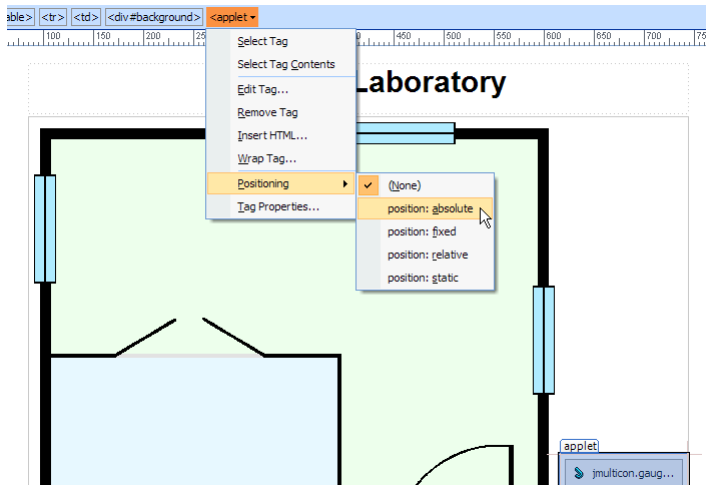 able> <tr> <td> <div#background> <applet
100 150 200 400 450 500 550 600 650 700
Laboratory
Select Tag
Select Tag Contents
Edit Tag...
Remove Tag
Insert HTML...
Wrap Tag...
Positioning
Tag Properties...
(None)
position: absolute
position: fixed
position: relative
position: static
applet
jmulticon.gaug...